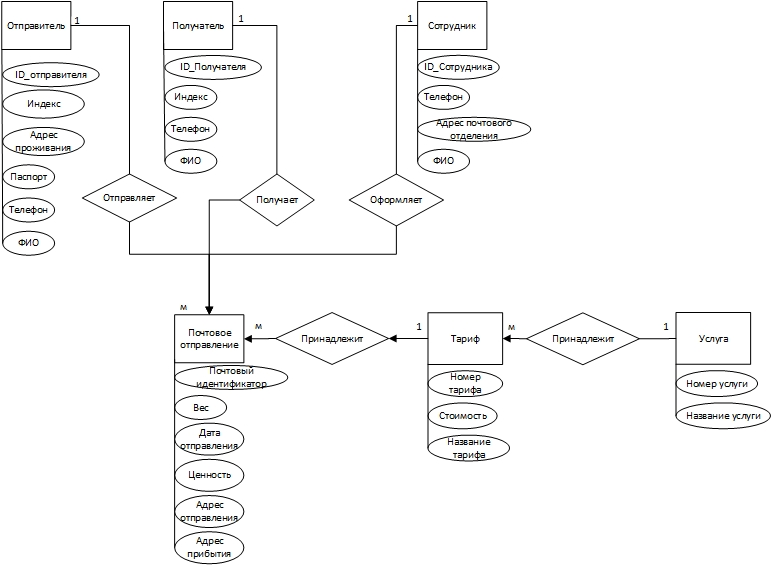 Отправитель
1
Получатель
1
1
Сотрудник
ID_отправителя
Индекс
Адрес
проживания
Паспорт
Телефон
ФИО
ID_Получателя
Индекс
Телефон
ФИО
ID_Сотрудника
Телефон
Адрес почтового
отделения
ФИО
Отправляет
Получает
Оформляет
м
Почтовое
отправление
м
Принадлежит
1
Тариф
м
Принадлежит
1
Услуга
Почтовый
идентификатор
Вес
Дата
отправления
Ценность
Адрес
отправления
Адрес
прибытия
Номер
тарифа
Стоимость
Название
тарифа
Номер услуги
Название услуги